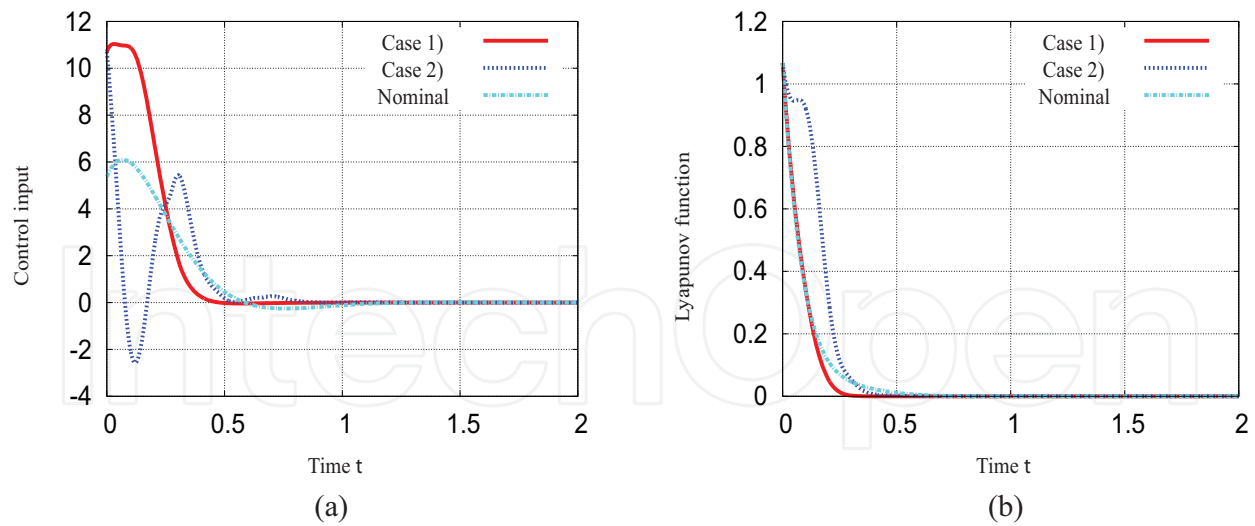 12
10
8
6
4
2
0
-2
-4
0
0.5
1
1.5
2
Case 1)
Case 2)
Nominal
Control input
Time t
(a)
1.2
1
0.8
0.6
0.4
0.2
0
0
0.5
1
1.5
2
Case 1)
Case 2)
Nominal
Lyapunov function
Time t
(b)
IntechOpen